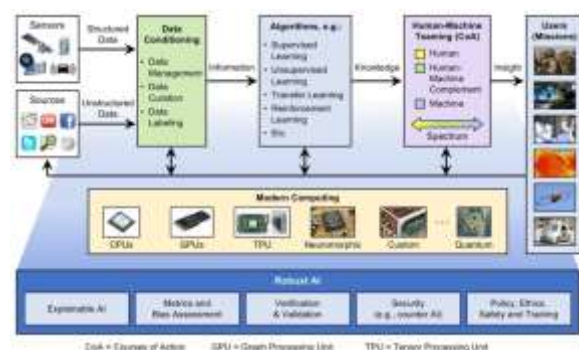 Sensors
Structured
Data
Data
Conditioning
• Data
Management
• Data
Curation
• Data
Labeling
Information
Algorithms, e.g.:
• Supervised
Learning
• Unsupervised
Learning
• Transfer Learning
• Reinforcement
Learning
• Etc
Knowledge
Human-Machine
Teaming (CoA)
Human
Human-
Machine
Complement
Machine
Spectrum
Insight
Users
(Missions)
Sources
Unstructured
Data
Modern Computing
CPUs
GPUs
TPU
Neuromorphic
Custom
...
Quantum
Robust AI
Explainable AI
Metrics and
Bias Assessment
Verification
& Validation
Security
(e.g., counter AI)
Policy, Ethics,
Safety and Training
CoA = Courses of Action
GPU = Graph Processing Unit
TPU = Tensor Processing Unit